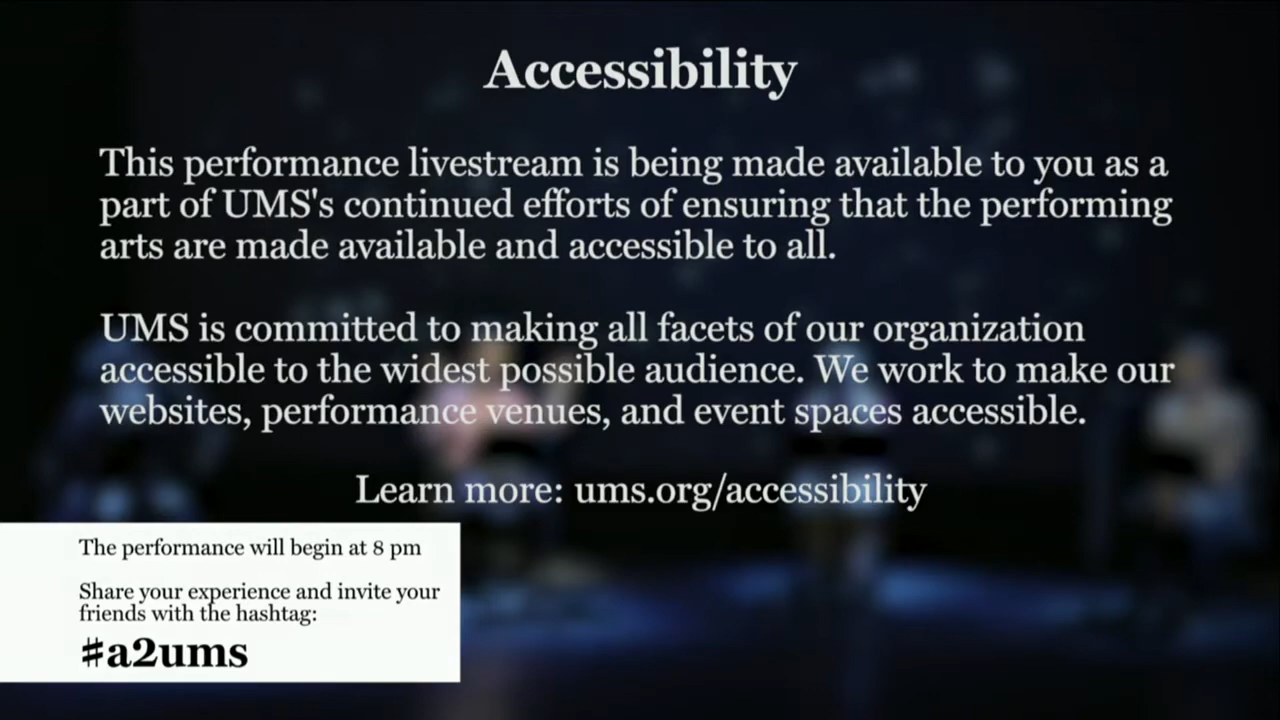 Accessibility
This performance livestream is being made available to you as a
part of UMS's continued efforts of ensuring that the performing
arts are made available and accessible to all.
UMS is committed to making all facets of our organization
accessible to the widest possible audience. We work to make our
websites, performance venues, and event spaces accessible.
Learn more: ums.org/accessibility
The performance will begin at 8 pm
Share your experience and invite your
friends with the hashtag:
#a2ums